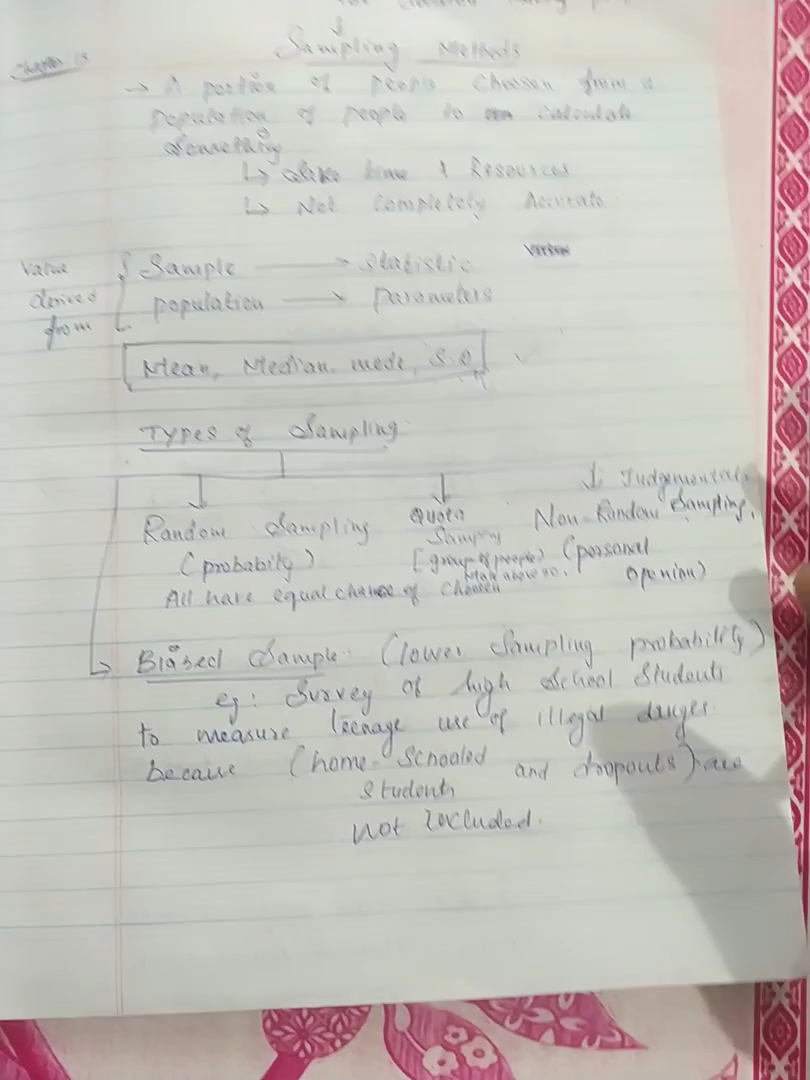 Chapter 13
Sampling Methods
→ A portion of people choosen from a
population of people to calculate
Something
↳ time & Resources
↳ Not Completely Accurate
Value derived from
Sample → Statistic
population → Parameters
Mean, Median, mode, S.D
Types of Sampling
Random Sampling
(probability)
All have equal chance of Choosen
Quota
Sampling
(group of people)
↓ Judgemental
Non-Random Sampling.
(personal
openion)
Biased Sample (lower Sampling probability)
eg: Survey of high School Students
to measure teenage use of illegal
because (home-Schooled and dropouts) are
Students
not included.